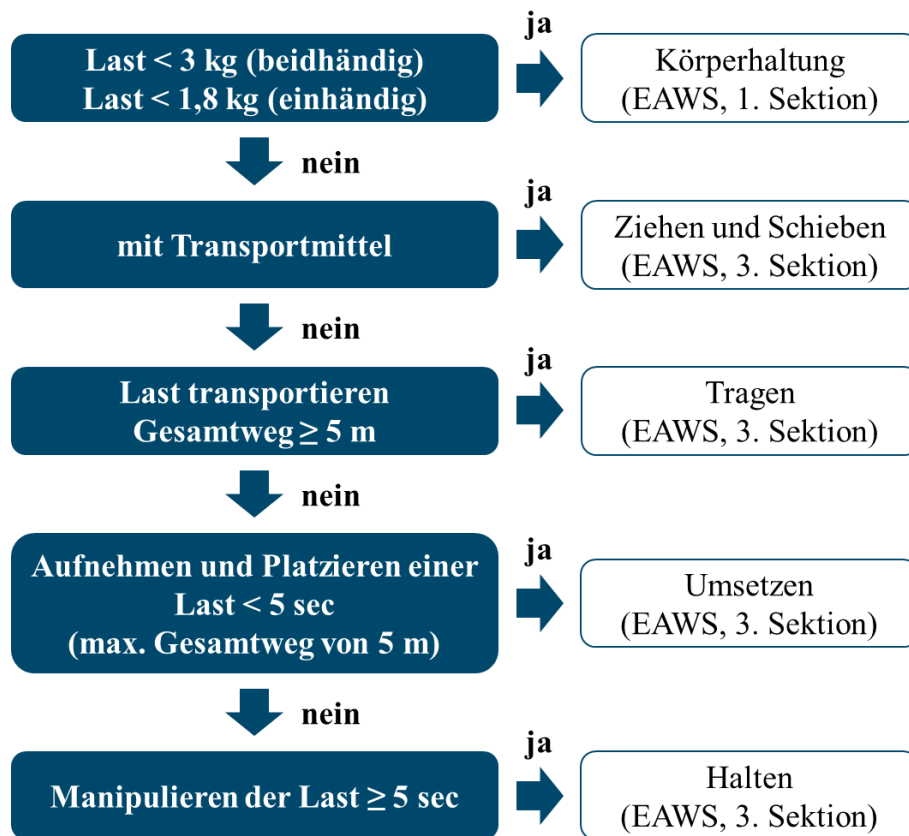 ja
Last < 3 kg (beidhändig)
Last < 1,8 kg (einhändig)
Körperhaltung
(EAWS, 1. Sektion)
nein
ja
mit Transportmittel
Ziehen und Schieben
(EAWS, 3. Sektion)
nein
ja
Last transportieren
Gesamtweg ≥ 5 m
Tragen
(EAWS, 3. Sektion)
nein
ja
Aufnehmen und Platzieren einer
Last < 5 sec
(max. Gesamtweg von 5 m)
Umsetzen
(EAWS, 3. Sektion)
nein
ja
Manipulieren der Last ≥ 5 sec
Halten
(EAWS, 3. Sektion)